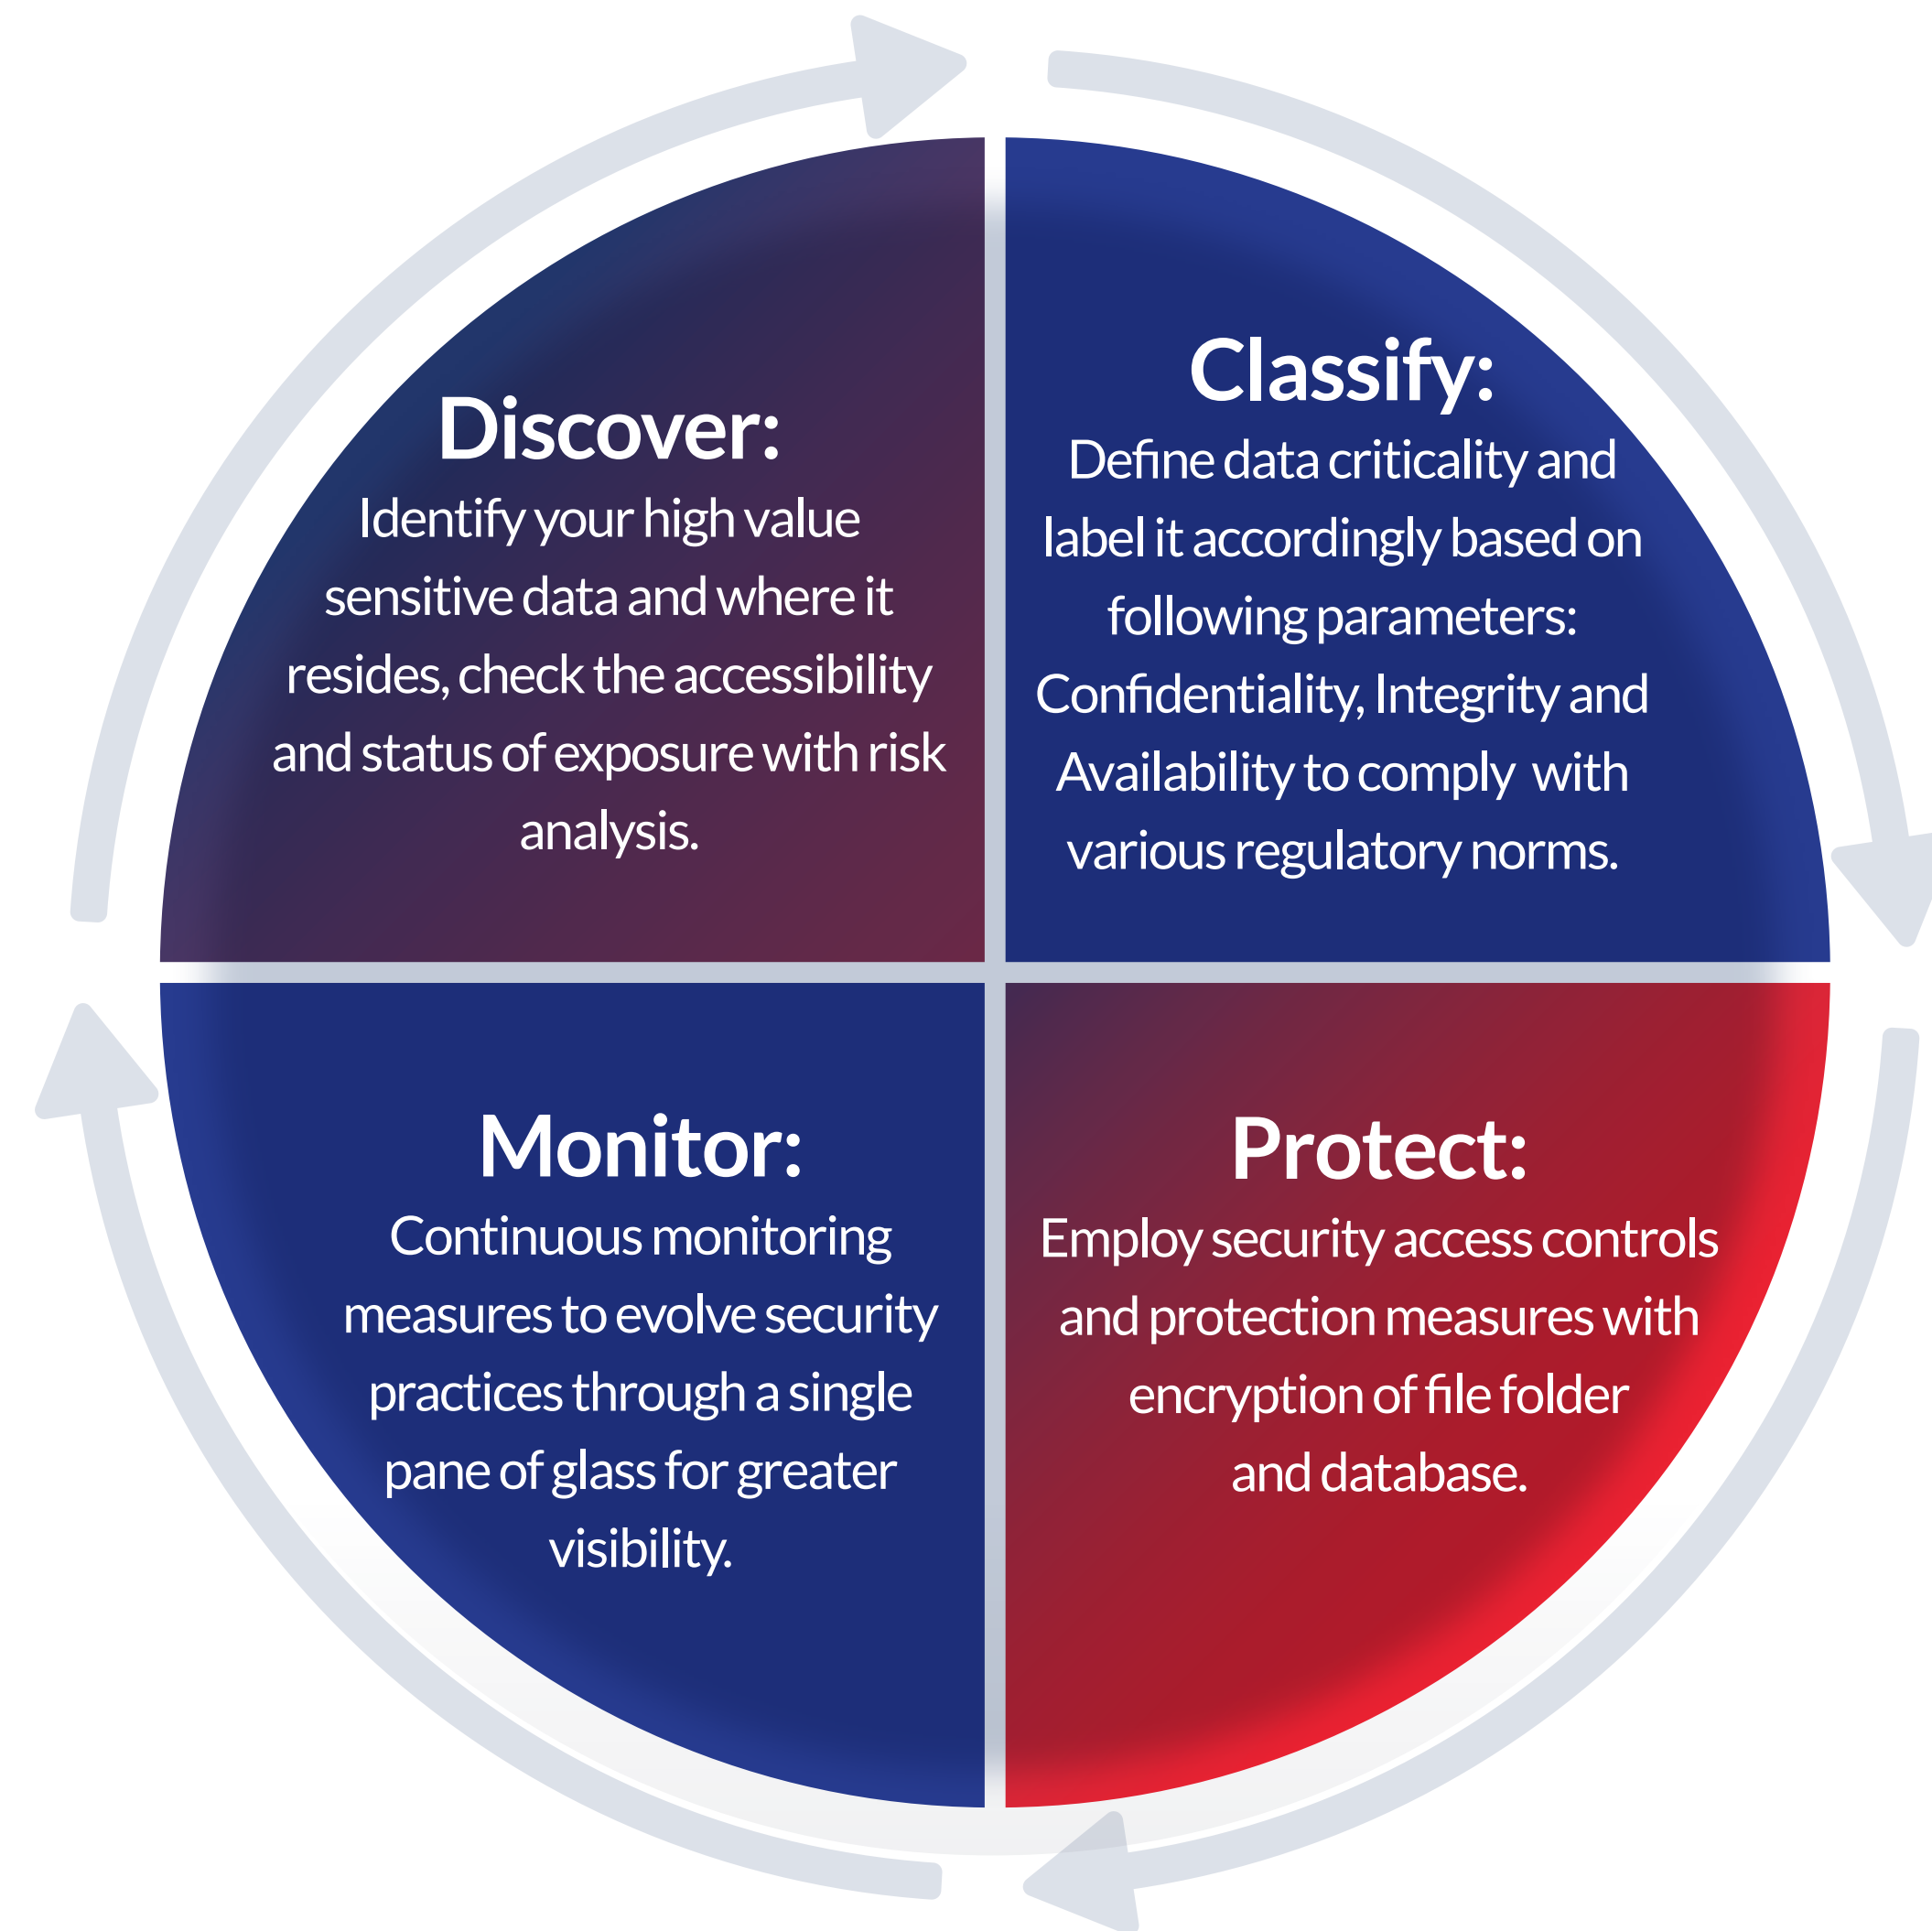 Discover:
Identify your high value
sensitive data and where it
resides, check the accessibility
and status of exposure with risk
analysis.
Classify:
Define data criticality and
label it accordingly based on
following parameters:
Confidentiality, Integrity and
Availability to comply with
various regulatory norms.
Monitor:
Continuous monitoring
measures to evolve security
practices through a single
pane of glass for greater
visibility.
Protect:
Employ security access controls
and protection measures with
encryption of file folder
and database.